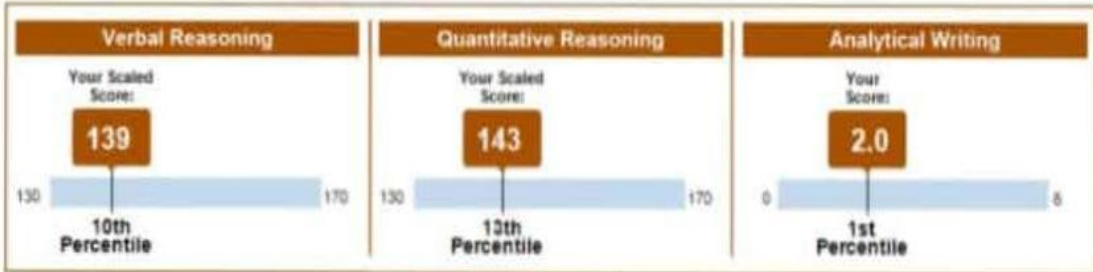 Verbal Reasoning
Your Scaled
Score:
139
130
170
10th
Percentile
Quantitative Reasoning
Your Scaled
Score:
143
130
170
13th
Percentile
Analytical Writing
Your
Score:
2.0
0
6
1st
Percentile